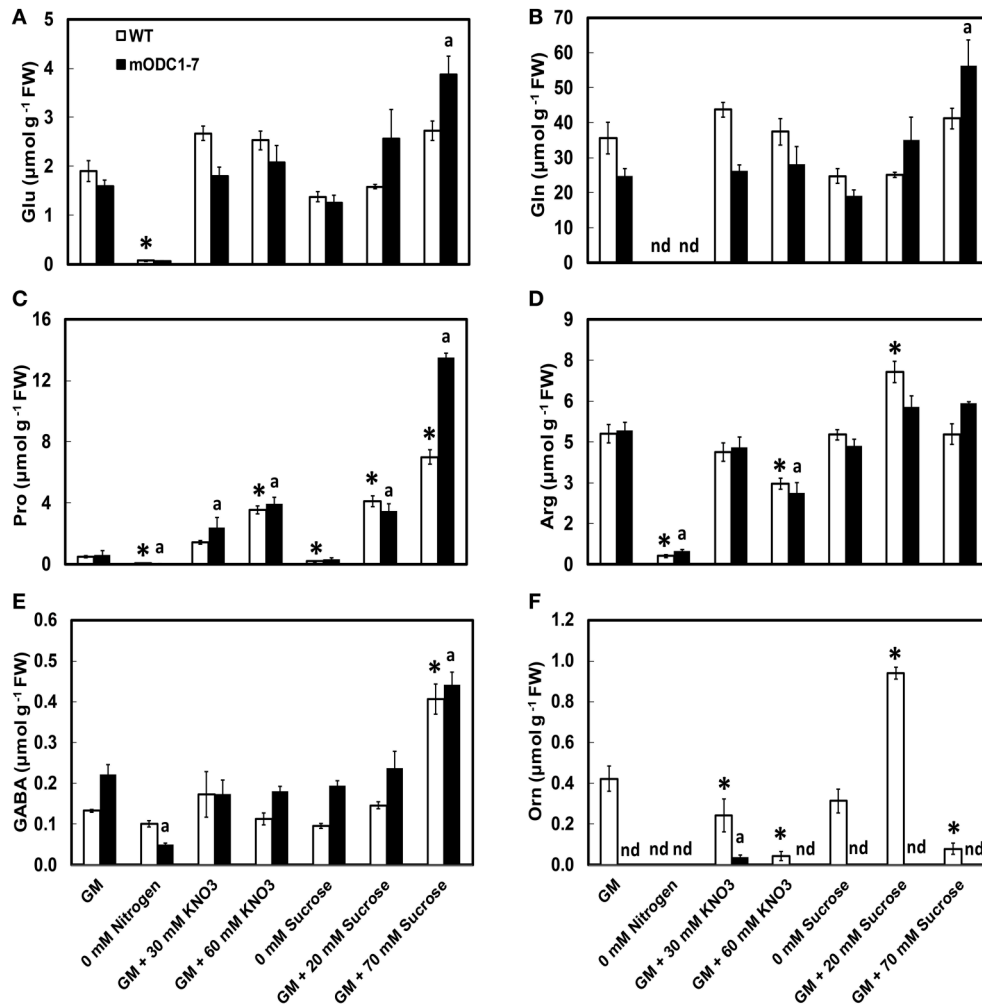 A
Glu (µmol g⁻¹ FW)
6
5
4
3
2
1
0
WT
mODC1-7
*
a
B
Gln (µmol g⁻¹ FW)
70
60
50
40
30
20
10
0
nd nd
a
C
Pro (µmol g⁻¹ FW)
16
12
8
4
0
* a
a
* a
*
* a
* a
D
Arg (µmol g⁻¹ FW)
9
8
6
5
3
2
0
* a
* a
*
E
GABA (µmol g⁻¹ FW)
0.6
0.5
0.4
0.3
0.2
0.1
0.0
a
* a
GM
0 mM Nitrogen
GM + 30 mM KNO3
GM + 60 mM KNO3
0 mM Sucrose
GM + 20 mM Sucrose
GM + 70 mM Sucrose
F
Orn (µmol g⁻¹ FW)
1.2
1.0
0.8
0.6
0.4
0.2
0.0
nd
nd nd
* a
* nd
nd
* nd
* nd
GM
0 mM Nitrogen
GM + 30 mM KNO3
GM + 60 mM KNO3
0 mM Sucrose
GM + 20 mM Sucrose
GM + 70 mM Sucrose